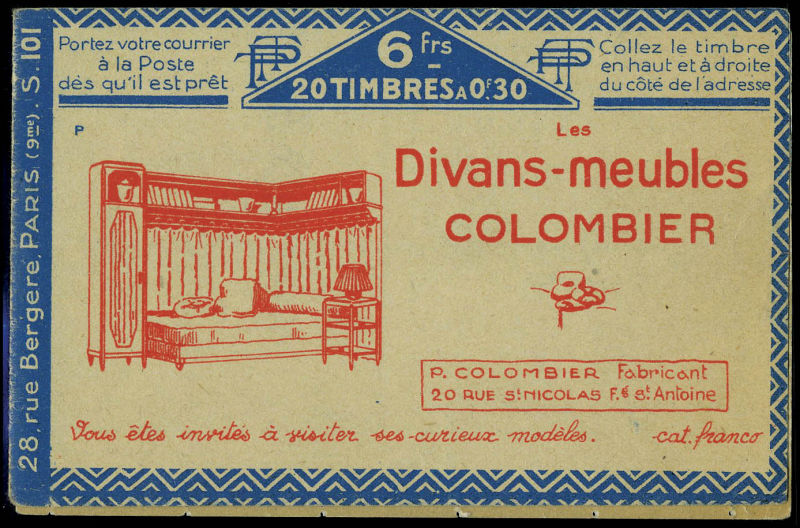 28 rue Bergère, PARIS (9me). S. 101
Portez votre courrier
à la Poste
dès qu'il est prêt
6 frs
20 TIMBRES A 0F.30
Collez le timbre
en haut et à droite
du côté de l'adresse
P
Les
Divans-meubles
COLOMBIER
P. COLOMBIER Fabricant
20 RUE St NICOLAS F.g St Antoine
Vous êtes invités à visiter ses curieux modèles. cat. franco